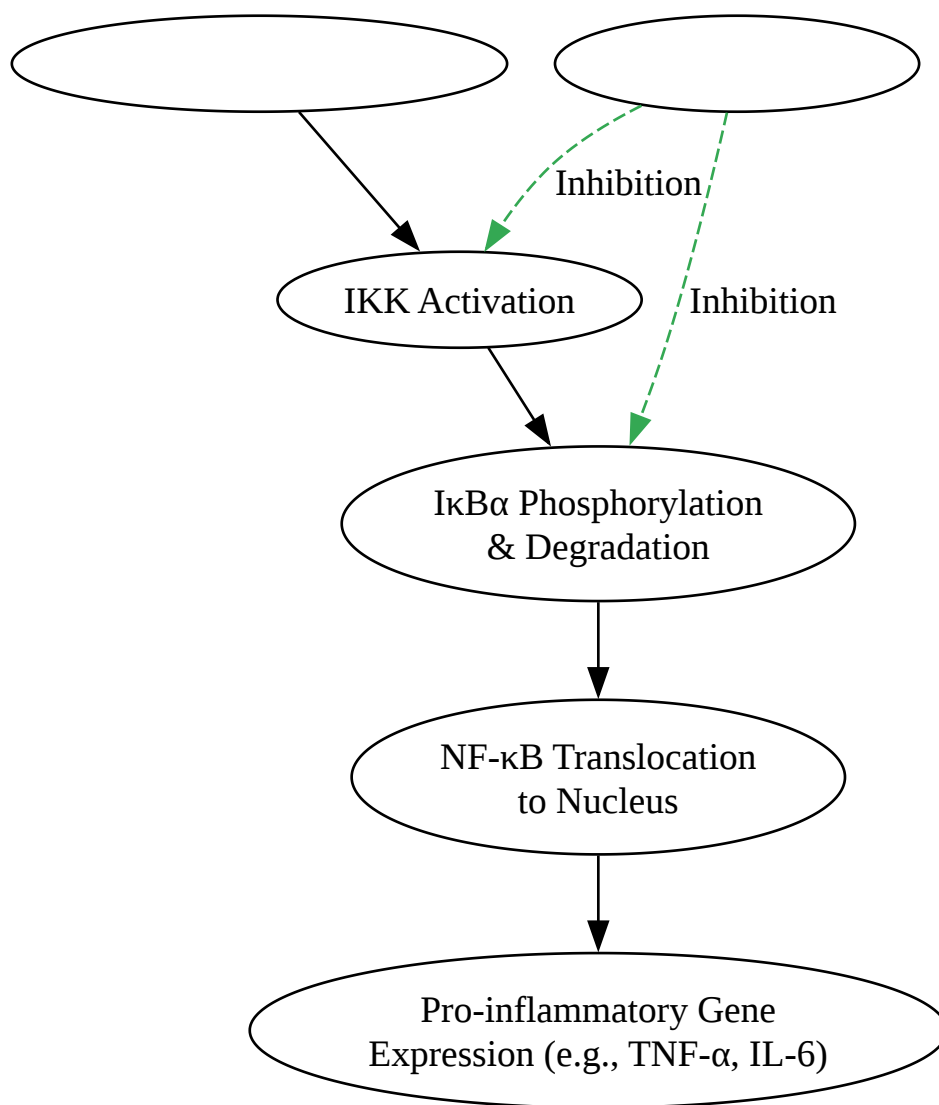 Inhibition
IKK Activation
Inhibition
IκBα Phosphorylation
& Degradation
NF-κB Translocation
to Nucleus
Pro-inflammatory Gene
Expression (e.g., TNF-α, IL-6)